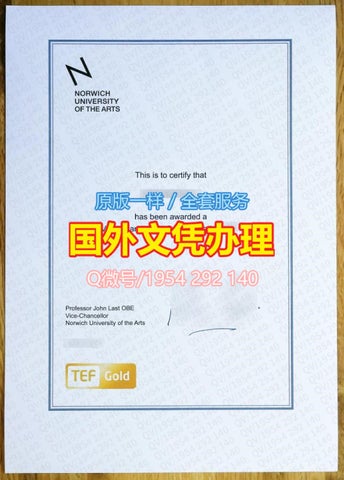 NORWICH
UNIVERSITY
OF THE ARTS
This is to certify that
原版一样 / 全套服务
has been awarded a
国外文凭办理
Q微号/1954 292 140
Professor John Last OBE
Vice-Chancellor
Norwich University of the Arts
TEF Gold